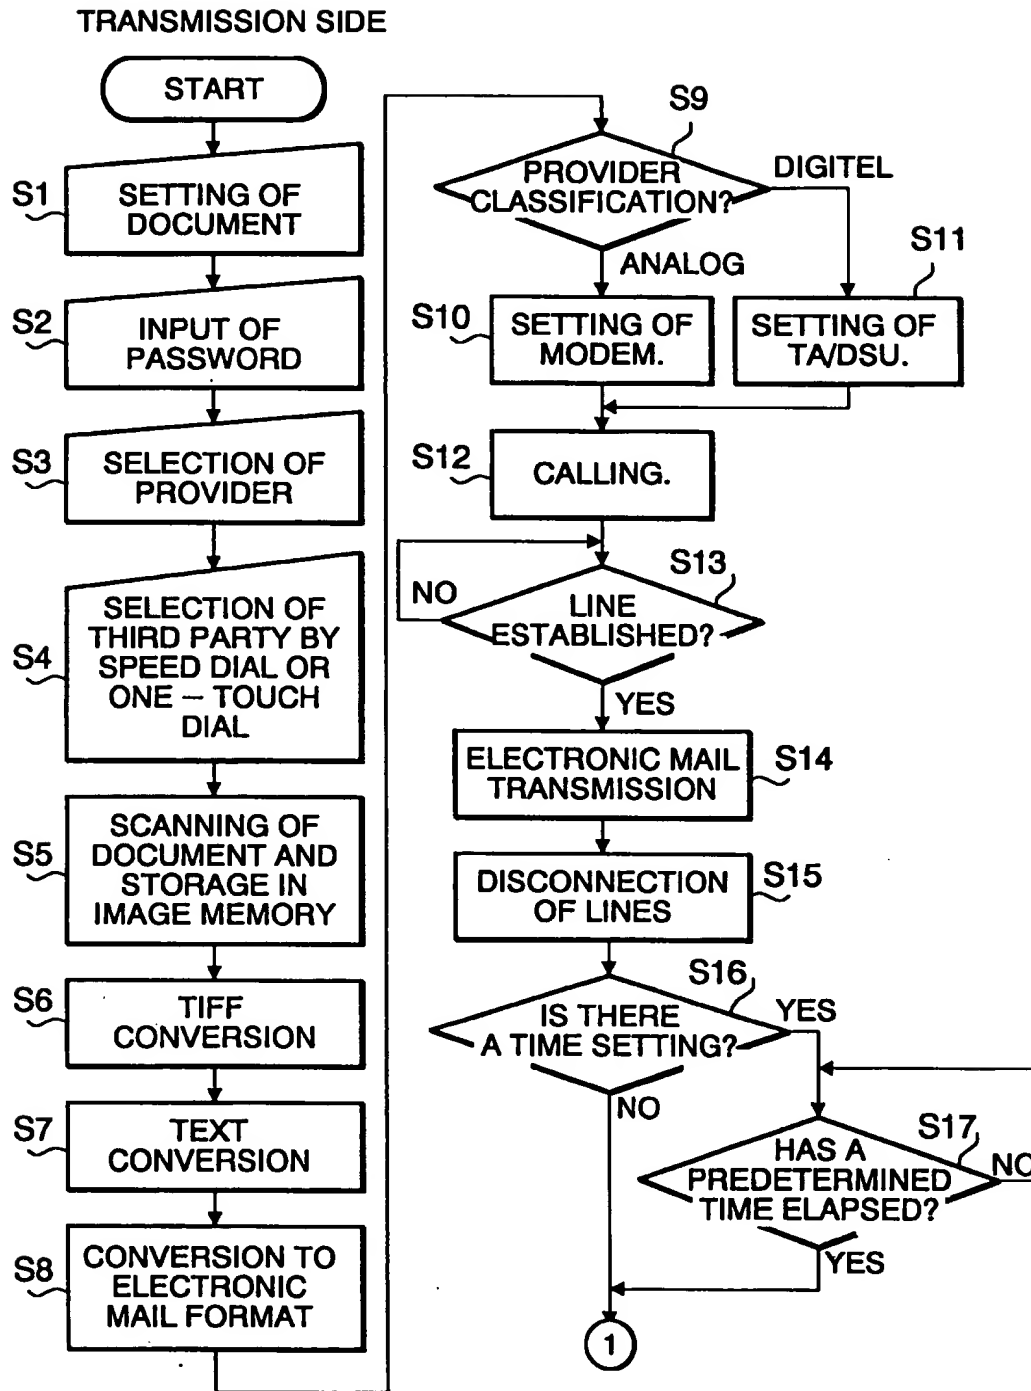 TRANSMISSION SIDE
START
S1
SETTING OF
DOCUMENT
S2
INPUT OF
PASSWORD
S3
SELECTION OF
PROVIDER
S4
SELECTION OF
THIRD PARTY BY
SPEED DIAL OR
ONE – TOUCH
DIAL
S5
SCANNING OF
DOCUMENT AND
STORAGE IN
IMAGE MEMORY
S6
TIFF
CONVERSION
S7
TEXT
CONVERSION
S8
CONVERSION TO
ELECTRONIC
MAIL FORMAT
S9
PROVIDER
CLASSIFICATION?
DIGITEL
ANALOG
S10
SETTING OF
MODEM.
S11
SETTING OF
TA/DSU.
S12
CALLING.
S13
NO
LINE
ESTABLISHED?
YES
ELECTRONIC MAIL
TRANSMISSION
S14
DISCONNECTION
OF LINES
S15
S16
IS THERE
A TIME SETTING?
YES
NO
S17
HAS A
PREDETERMINED
TIME ELAPSED?
NO
YES
1